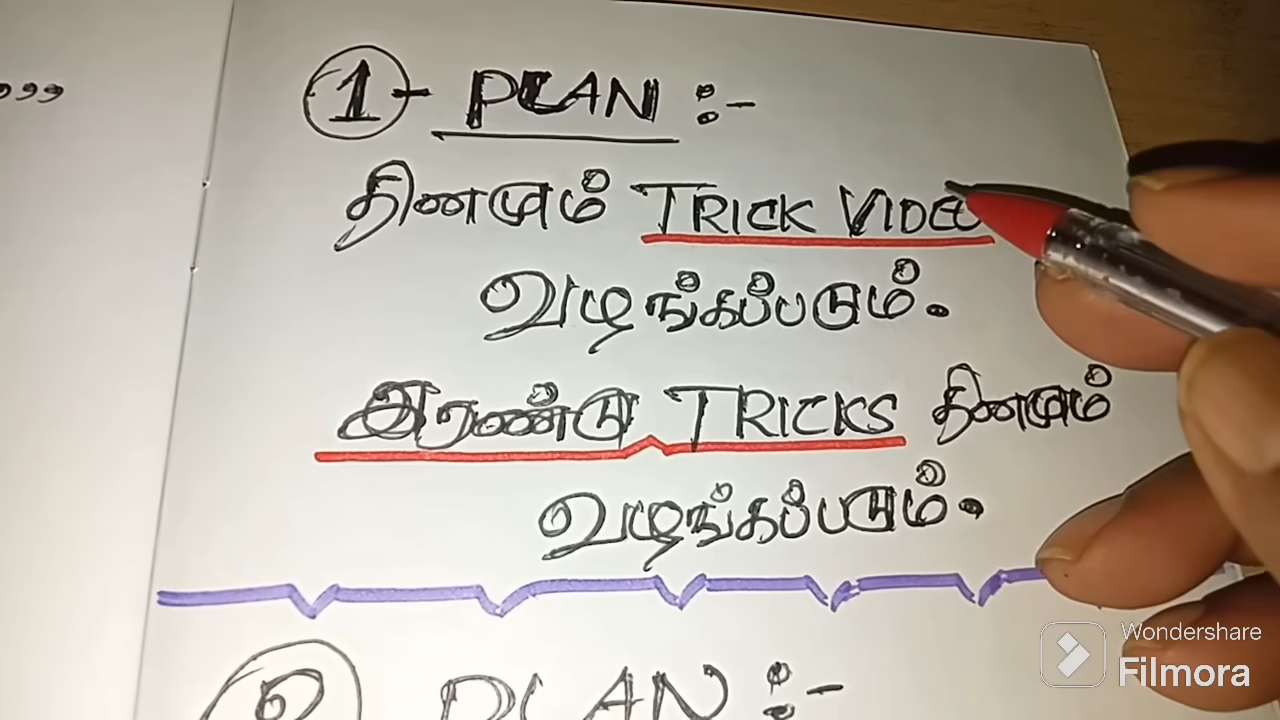 ,,,
① - PLAN :-
தினமும் TRICK VIDEO
வழங்கப்படும்.
இரண்டு TRICKS தினமும்
வழங்கப்படும்.
② PLAN :-
Wondershare
Filmora